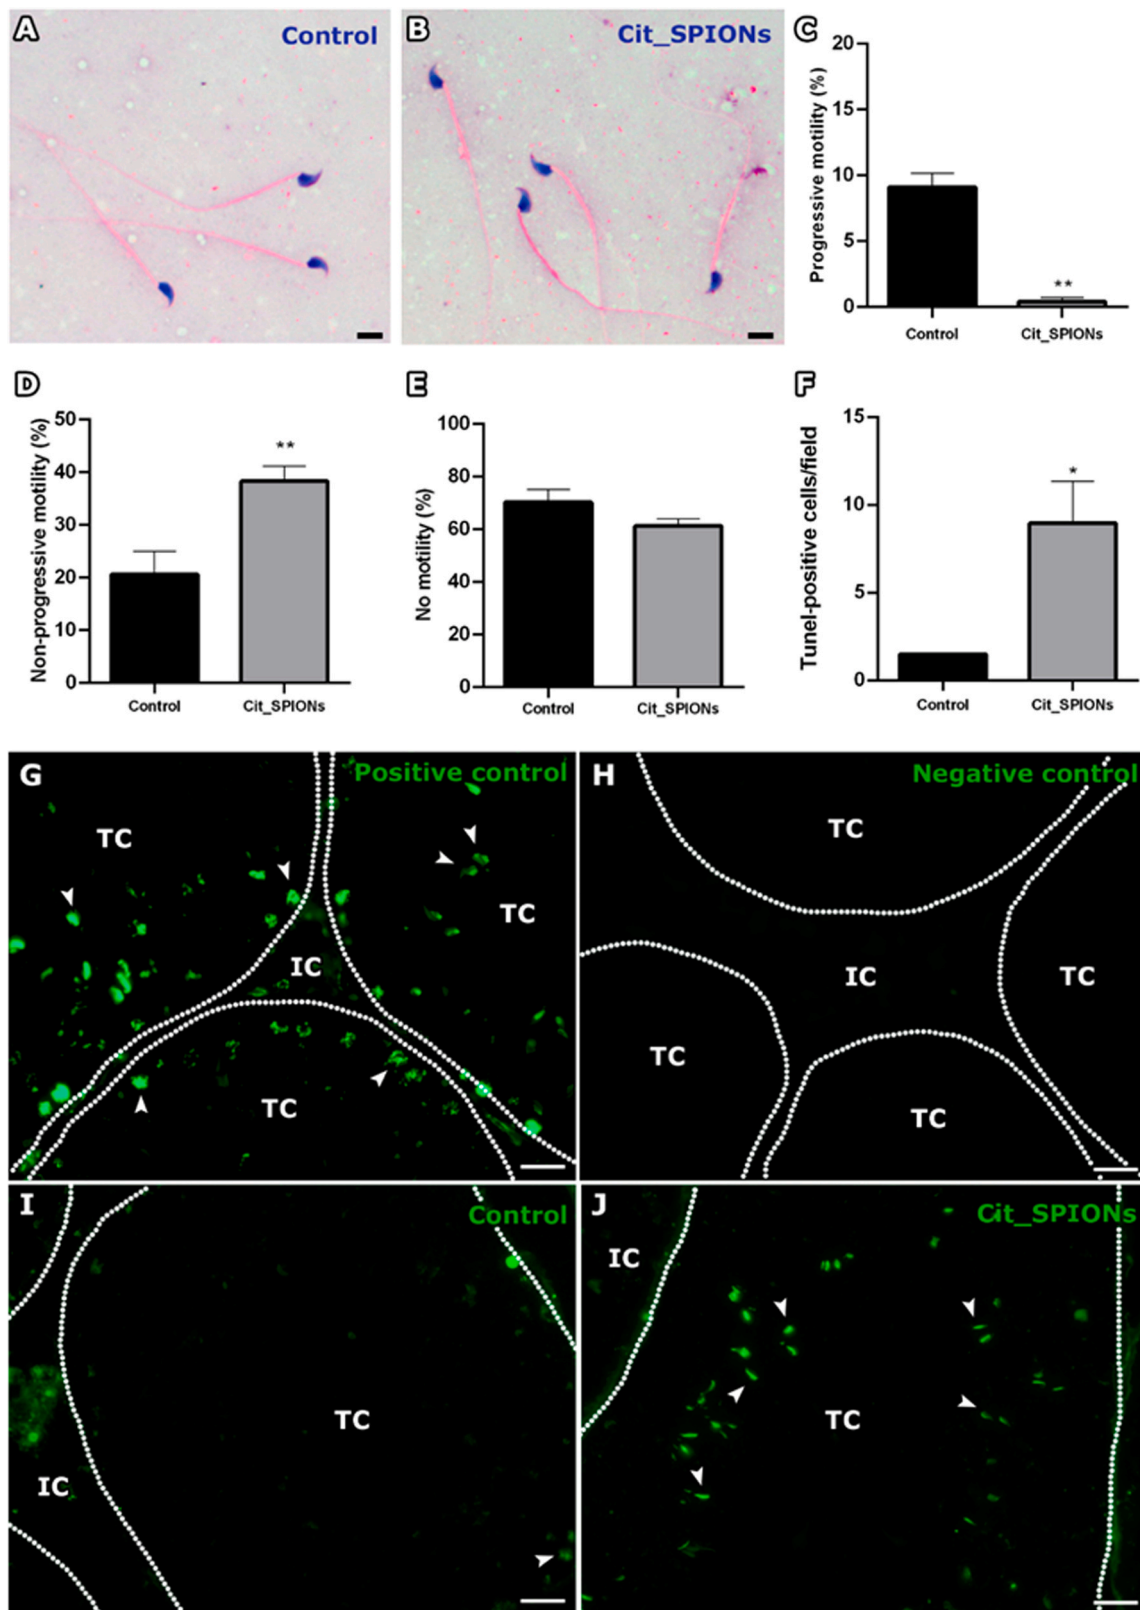 A
Control
B
Cit_SPIONs
C
Progressive motility (%)
20
15
10
5
0
**
Control
Cit_SPIONs
D
Non-progressive motility (%)
50
40
30
20
10
0
**
Control
Cit_SPIONs
E
No motility (%)
100
80
60
40
20
0
Control
Cit_SPIONs
F
Tunel-positive cells/field
15
10
5
0
*
Control
Cit_SPIONs
G
Positive control
TC
TC
IC
TC
H
Negative control
TC
IC
TC
TC
TC
I
Control
TC
IC
J
Cit_SPIONs
IC
TC